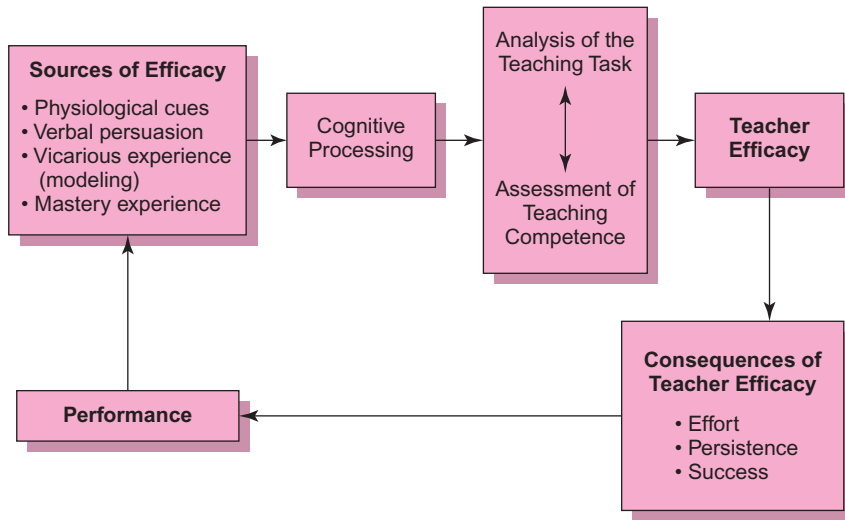 Sources of Efficacy
• Physiological cues
• Verbal persuasion
• Vicarious experience
(modeling)
• Mastery experience
Cognitive
Processing
Analysis of the
Teaching Task
Assessment of
Teaching
Competence
Teacher
Efficacy
Consequences of
Teacher Efficacy
• Effort
• Persistence
• Success
Performance